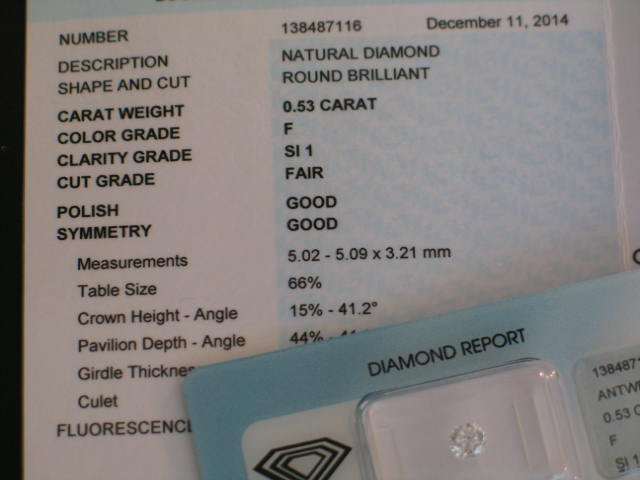 NUMBER 138487116 December 11, 2014
DESCRIPTION NATURAL DIAMOND
SHAPE AND CUT ROUND BRILLIANT
CARAT WEIGHT 0.53 CARAT
COLOR GRADE F
CLARITY GRADE SI 1
CUT GRADE FAIR
POLISH GOOD
SYMMETRY GOOD
Measurements 5.02 - 5.09 x 3.21 mm
Table Size 66%
Crown Height - Angle 15% - 41.2°
Pavilion Depth - Angle 44% -
Girdle Thicknes
Culet
FLUORESCENC
DIAMOND REPORT
138487
ANTW
0.53 C
F
SI 1